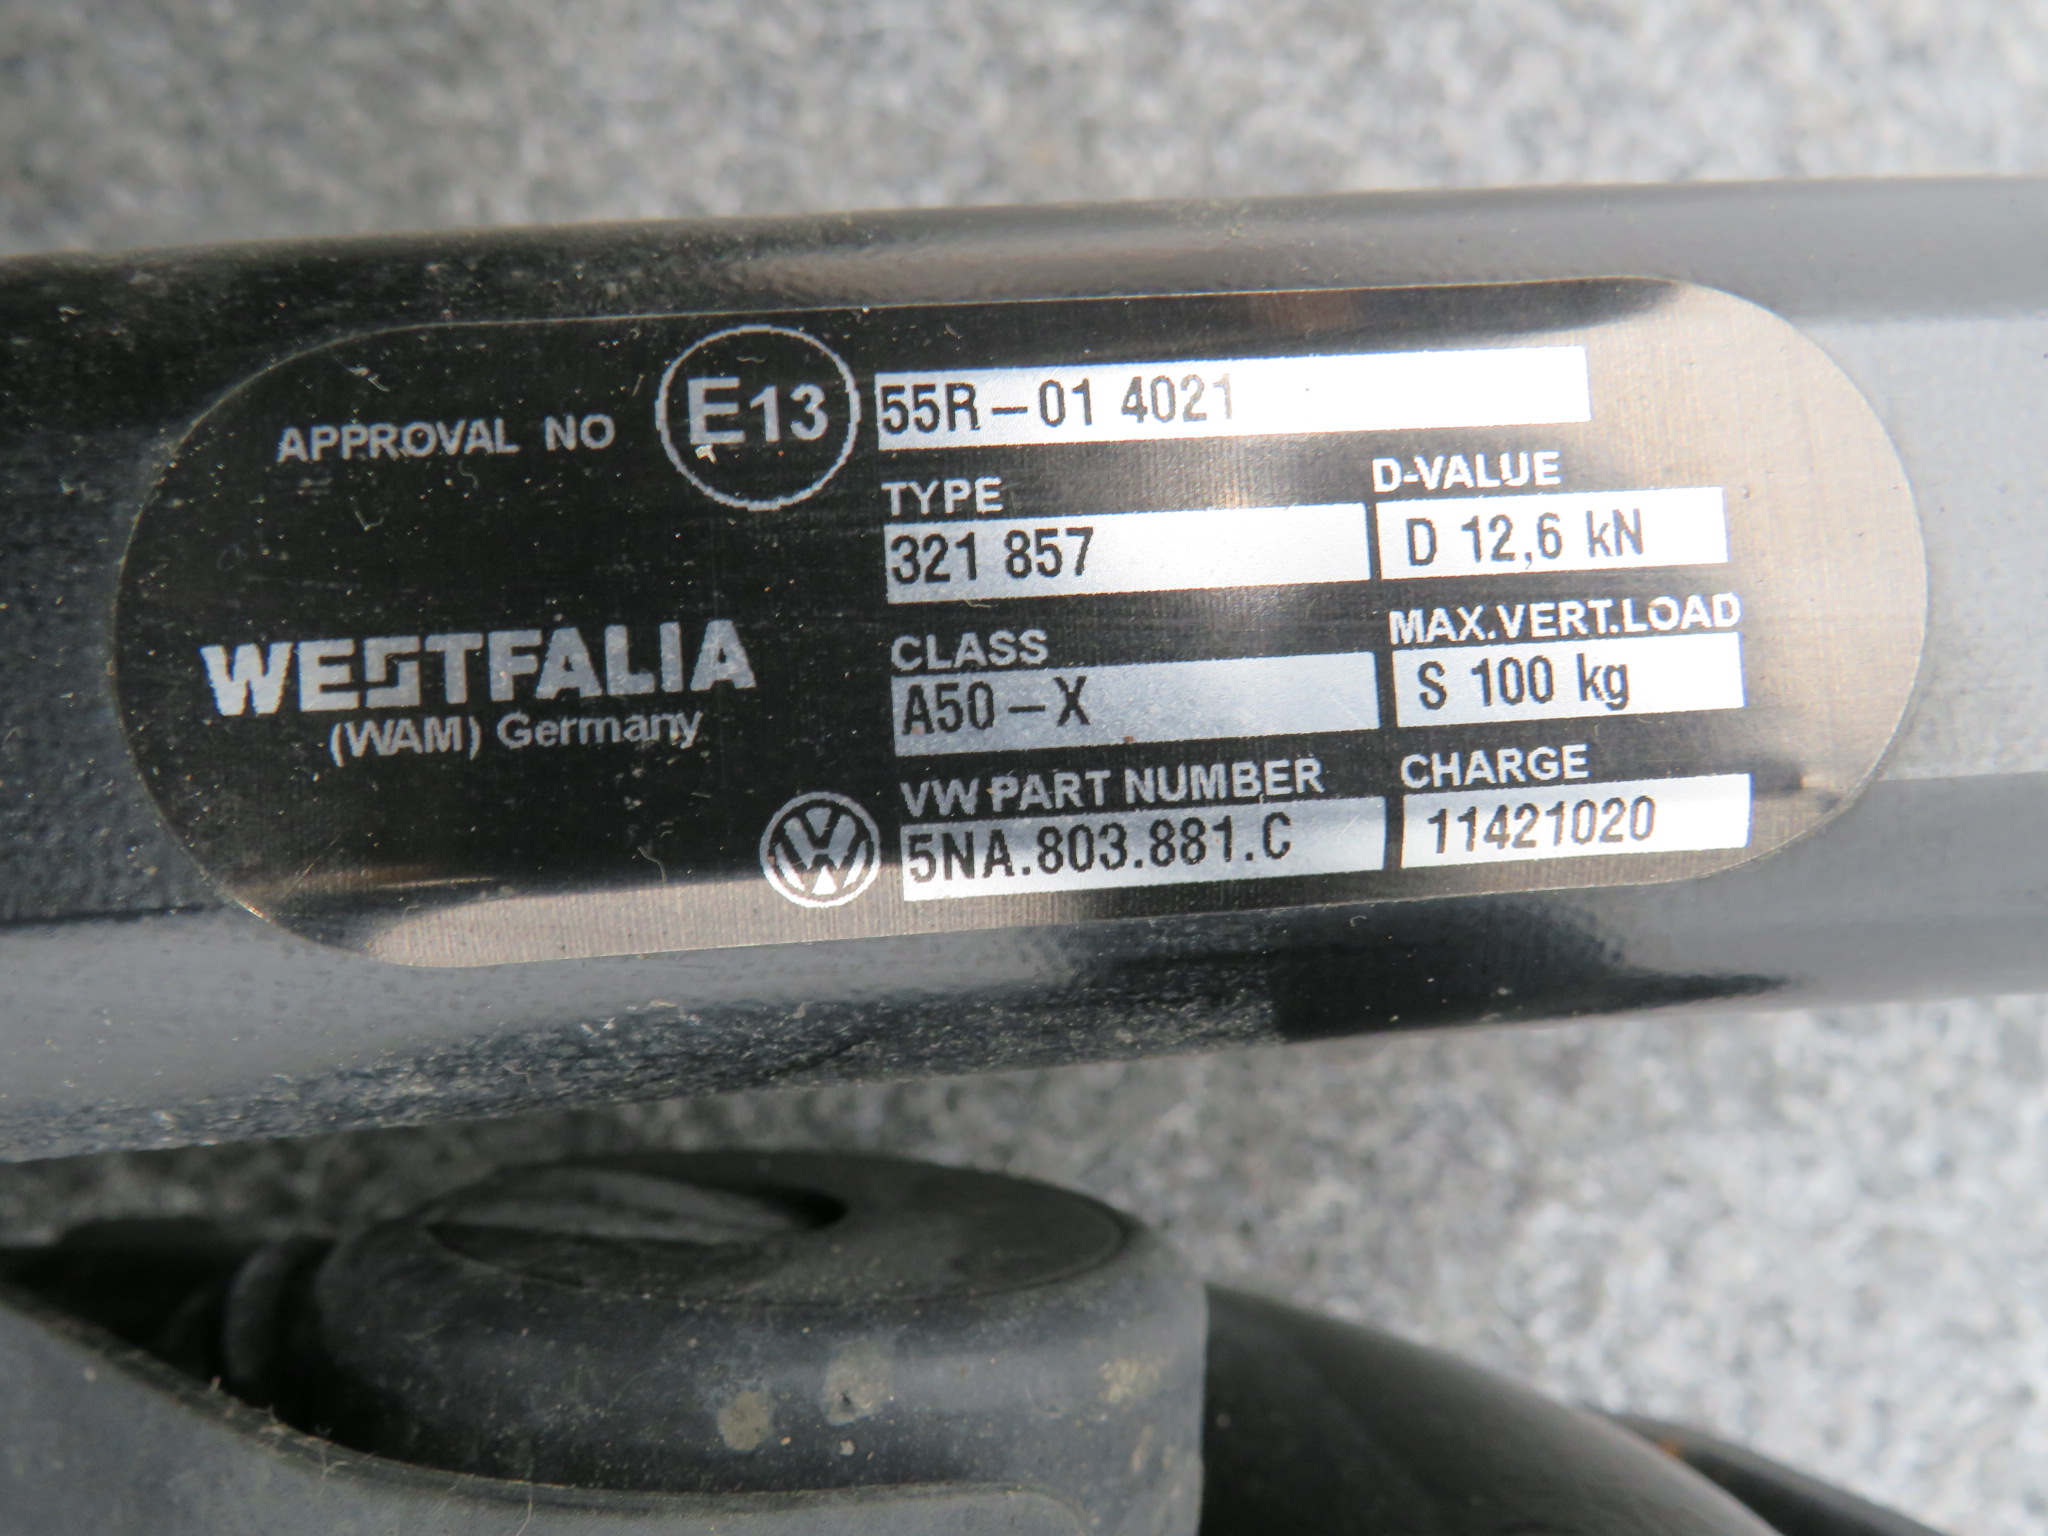 APPROVAL NO E13 55R-01 4021
TYPE D-VALUE
321 857 D 12,6 kN
CLASS MAX.VERT.LOAD
A50-X S 100 kg
WESTFALIA
(WAM) Germany
VW PART NUMBER CHARGE
5NA.803.881.C 11421020